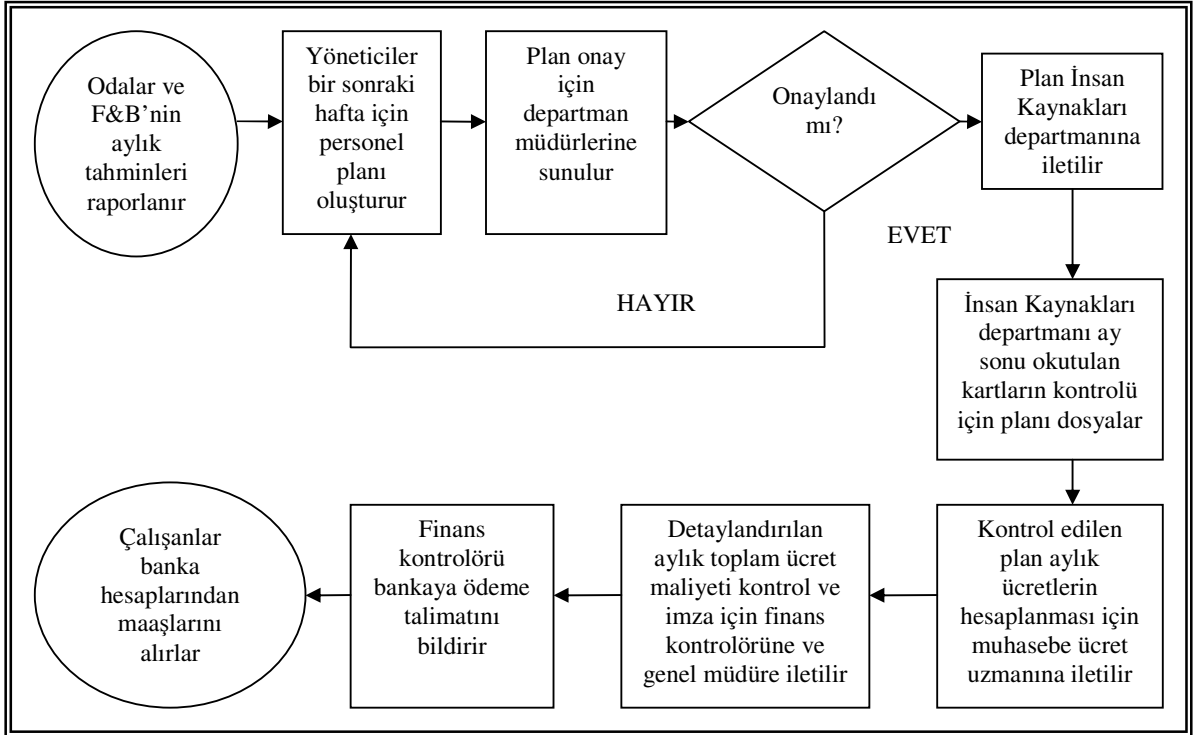 Odalar ve
F&B’nin
aylık
tahminleri
raporlanır
Yöneticiler
bir sonraki
hafta için
personel
planı
oluşturur
Plan onay
için
departman
müdürlerine
sunulur
Onaylandı
mı?
Plan İnsan
Kaynakları
departmanına
iletilir
EVET
HAYIR
İnsan Kaynakları
departmanı ay
sonu okutulan
kartların kontrolü
için planı dosyalar
Kontrol edilen
plan aylık
ücretlerin
hesaplanması için
muhasebe ücret
uzmanına iletilir
Detaylandırılan
aylık toplam ücret
maliyeti kontrol ve
imza için finans
kontrolörüne ve
genel müdüre iletilir
Finans
kontrolörü
bankaya ödeme
talimatını
bildirir
Çalışanlar
banka
hesaplarından
maaşlarını
alırlar